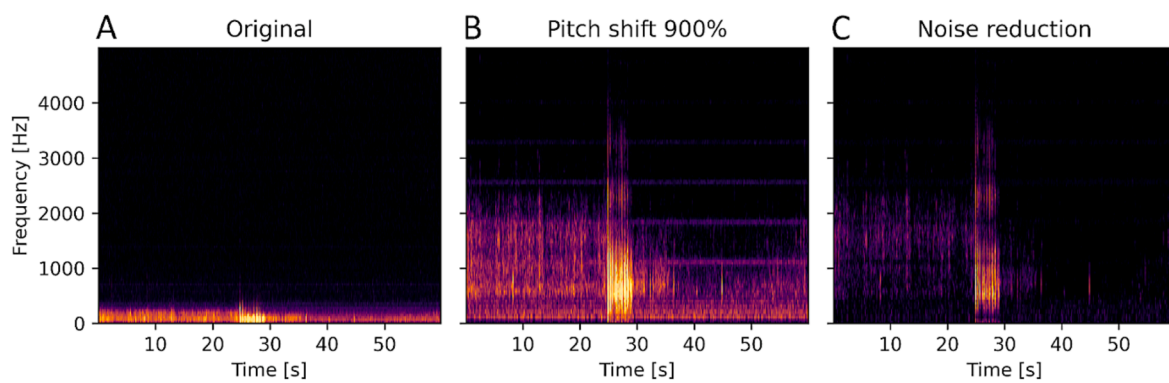 A Original
B Pitch shift 900%
C Noise reduction
Frequency [Hz]
4000
3000
2000
1000
0
10 20 30 40 50
10 20 30 40 50
10 20 30 40 50
Time [s]
Time [s]
Time [s]